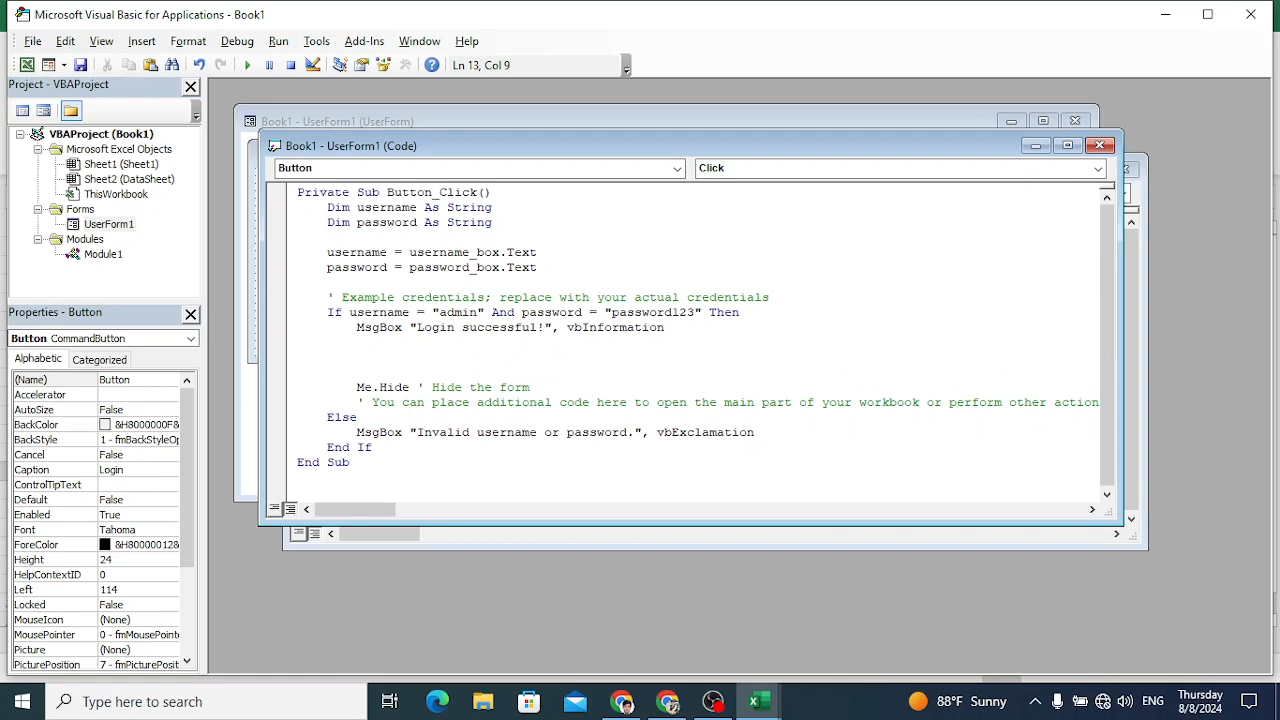 Microsoft Visual Basic for Applications - Book1
File Edit View Insert Format Debug Run Tools Add-Ins Window Help
Ln 13, Col 9
Project - VBAProject
VBAProject (Book1)
Microsoft Excel Objects
Sheet1 (Sheet1)
Sheet2 (DataSheet)
ThisWorkbook
Forms
UserForm1
Modules
Module1
Properties - Button
Button CommandButton
Alphabetic Categorized
(Name) Button
Accelerator
AutoSize False
BackColor &H8000000F&
BackStyle 1 - fmBackStyleOp
Cancel False
Caption Login
ControlTipText
Default False
Enabled True
Font Tahoma
ForeColor &H80000012&
Height 24
HelpContextID 0
Left 114
Locked False
MouseIcon (None)
MousePointer 0 - fmMousePoint
Picture (None)
PicturePosition 7 - fmPicturePosit
Book1 - UserForm1 (UserForm)
Book1 - UserForm1 (Code)
Button Click
Private Sub Button_Click()
Dim username As String
Dim password As String
username = username_box.Text
password = password_box.Text
' Example credentials; replace with your actual credentials
If username = "admin" And password = "password123" Then
MsgBox "Login successful!", vbInformation
Me.Hide ' Hide the form
' You can place additional code here to open the main part of your workbook or perform other action
Else
MsgBox "Invalid username or password.", vbExclamation
End If
End Sub
Type here to search
88°F Sunny
ENG
Thursday
8/8/2024